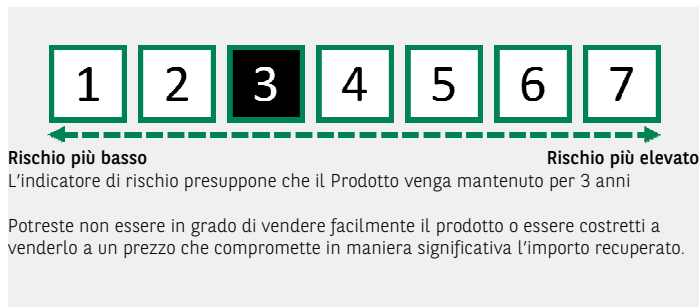 1 2 3 4 5 6 7
Rischio più basso Rischio più elevato
L'indicatore di rischio presuppone che il Prodotto venga mantenuto per 3 anni
Potreste non essere in grado di vendere facilmente il prodotto o essere costretti a
venderlo a un prezzo che compromette in maniera significativa l'importo recuperato.